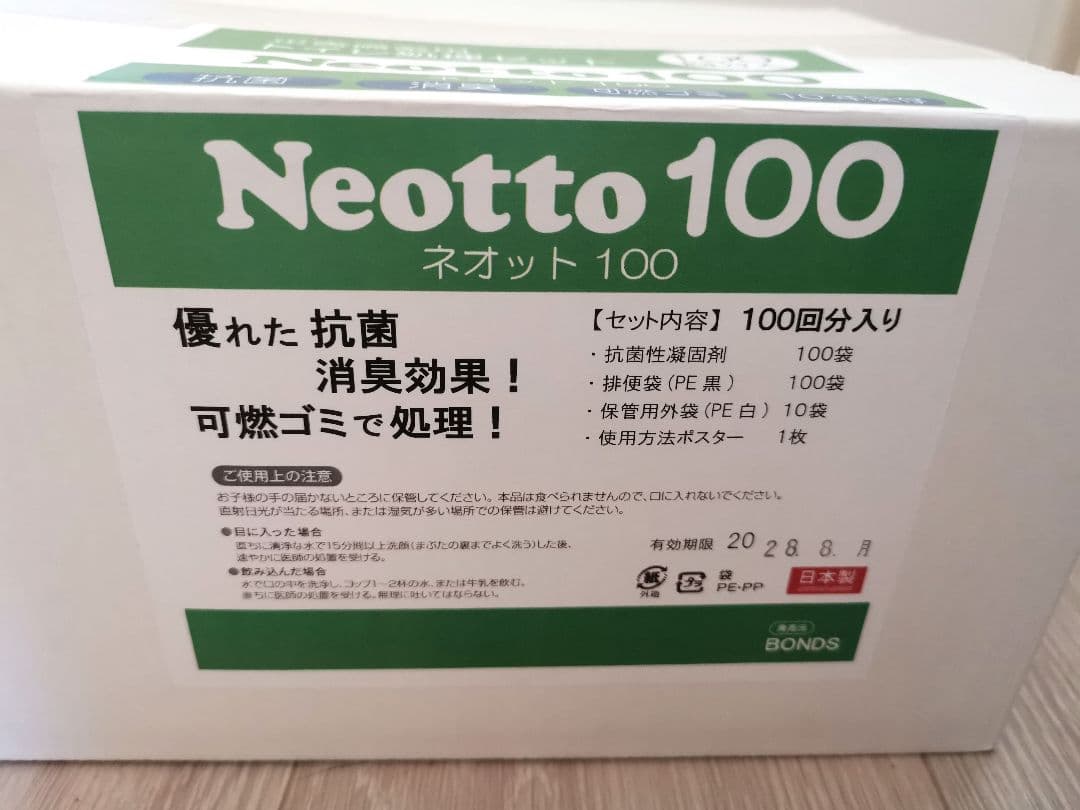 Neotto100
抗菌
消臭
可燃ゴミ
Neotto 100
ネオット 100
優れた 抗菌
消臭効果！
可燃ゴミで処理！
【セット内容】 100回分入り
・抗菌性凝固剤 100袋
・排便袋（PE 黒） 100袋
・保管用外袋（PE 白） 10袋
・使用方法ポスター 1枚
ご使用上の注意
お子様の手の届かないところに保管してください。本品は食べられませんので、口に入れないでください。
直射日光が当たる場所、または湿気が多い場所での保管は避けてください。
●目に入った場合
直ちに清浄な水で15分間以上洗顔（まぶたの裏までよく洗う）した後、
速やかに医師の処置を受ける。
●飲み込んだ場合
水で口の中を洗浄し、コップ1～2杯の水、または牛乳を飲む。
直ちに医師の処置を受ける。無理に吐いてはならない。
有効期限 2028. 8. 月
紙
外箱
袋
PE・PP
日本製
発売元
BONDS